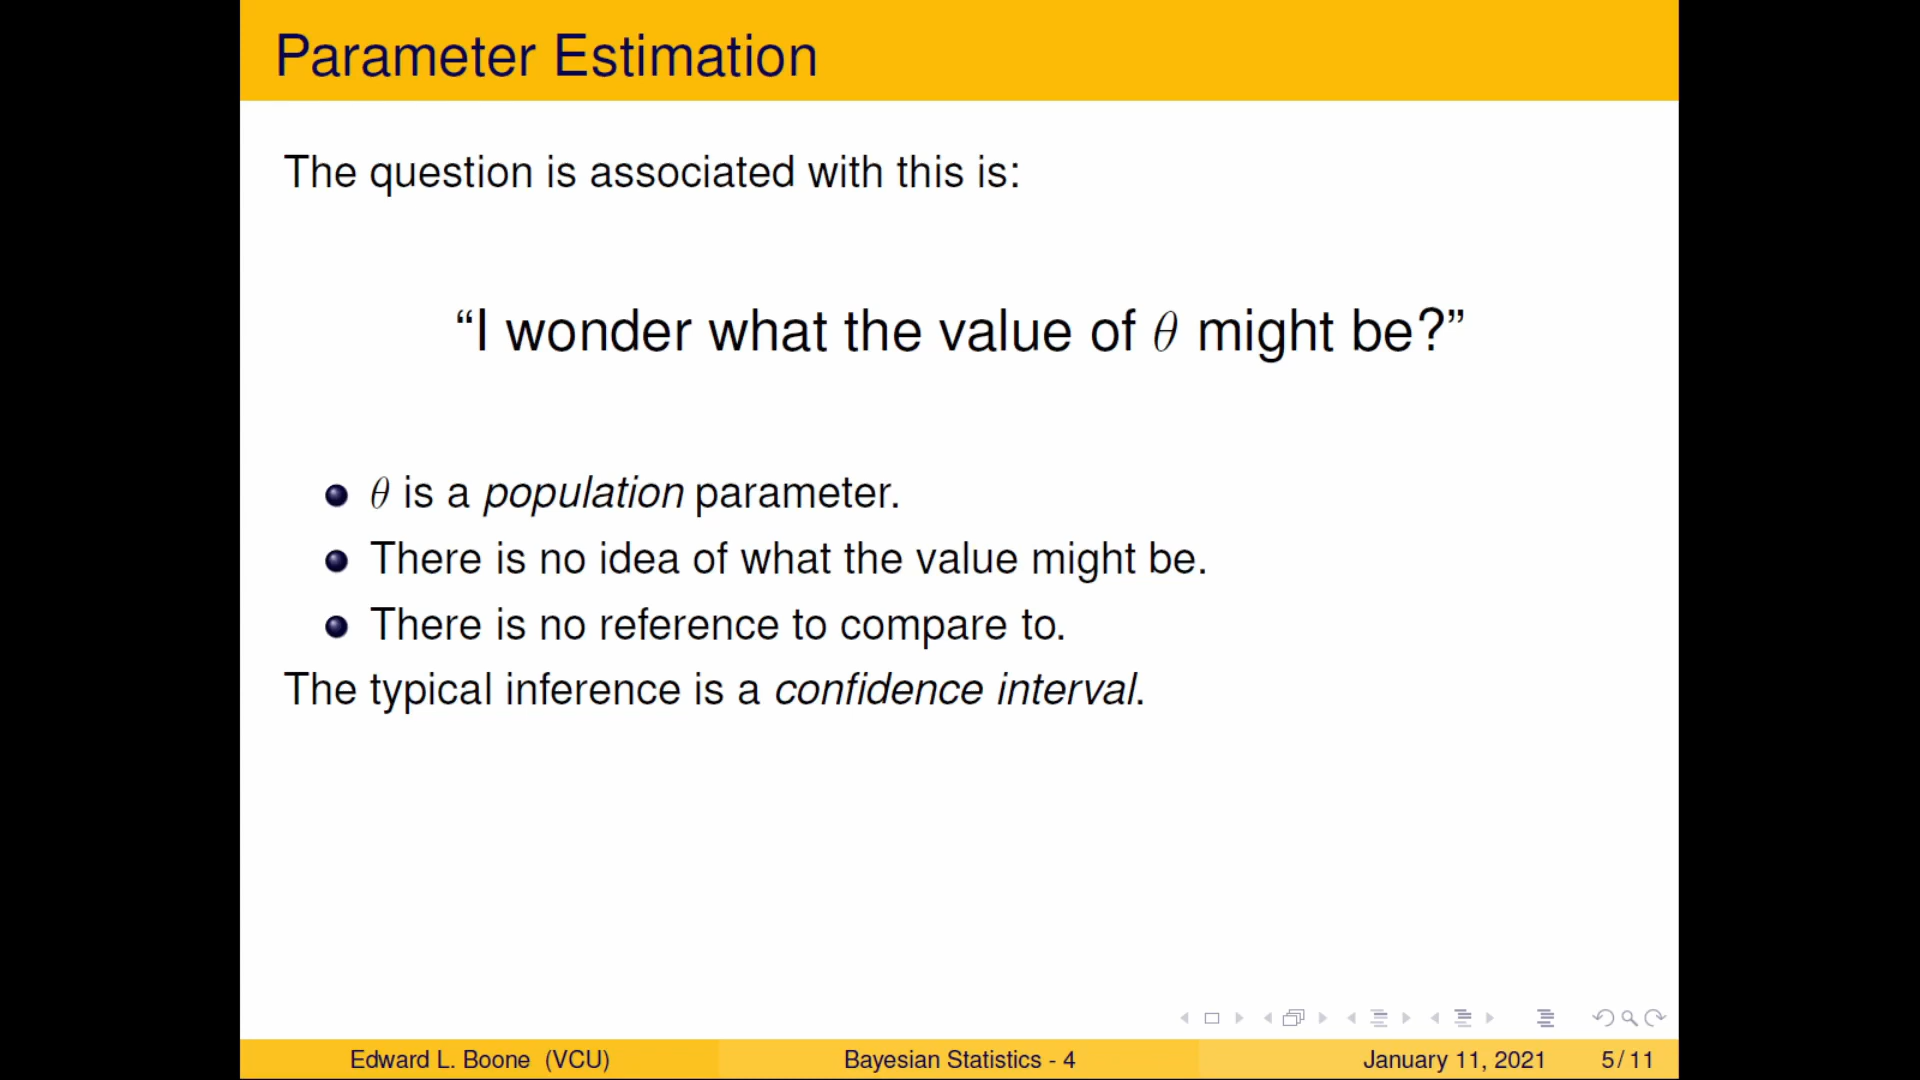 Parameter Estimation
The question is associated with this is:
“I wonder what the value of θ might be?”
θ is a population parameter.
There is no idea of what the value might be.
There is no reference to compare to.
The typical inference is a confidence interval.
Edward L. Boone (VCU) Bayesian Statistics - 4 January 11, 2021 5 / 11